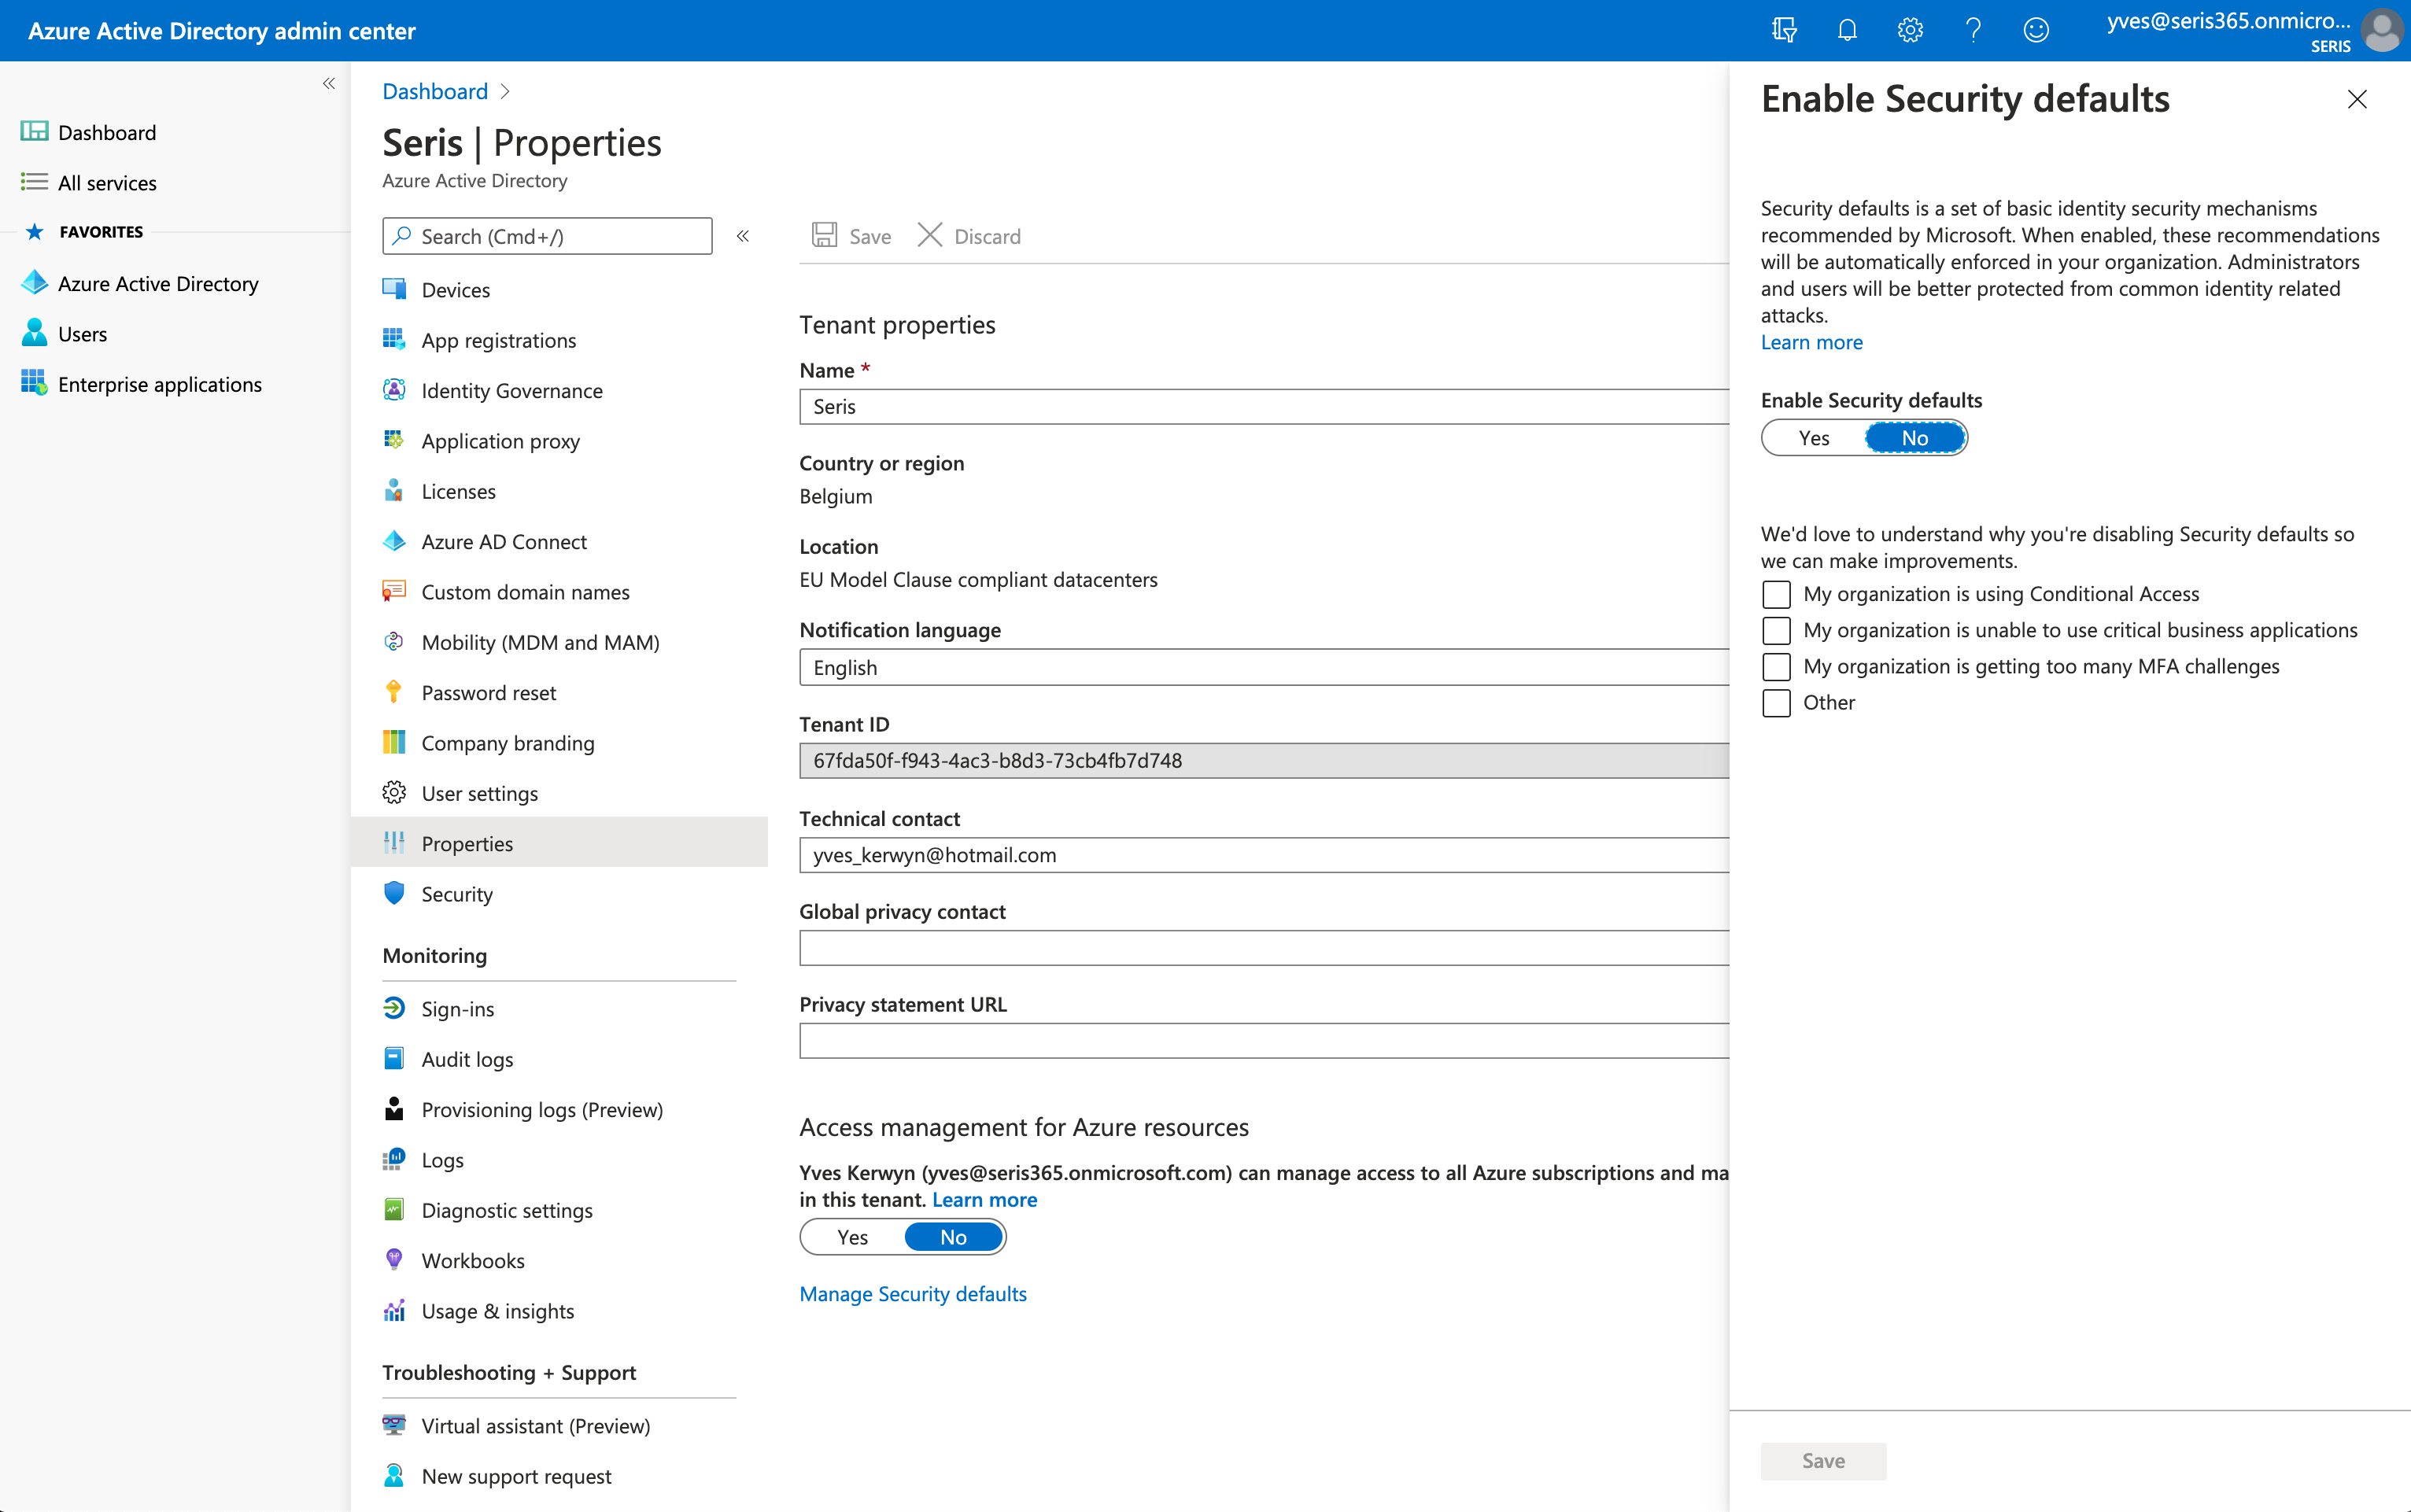 Azure Active Directory admin center
yves@seris365.onmicro...
SERIS
Dashboard
All services
FAVORITES
Azure Active Directory
Users
Enterprise applications
Dashboard
Seris | Properties
Azure Active Directory
Search (Cmd+/)
Devices
App registrations
Identity Governance
Application proxy
Licenses
Azure AD Connect
Custom domain names
Mobility (MDM and MAM)
Password reset
Company branding
User settings
Properties
Security
Monitoring
Sign-ins
Audit logs
Provisioning logs (Preview)
Logs
Diagnostic settings
Workbooks
Usage & insights
Troubleshooting + Support
Virtual assistant (Preview)
New support request
Save Discard
Tenant properties
Name *
Seris
Country or region
Belgium
Location
EU Model Clause compliant datacenters
Notification language
English
Tenant ID
67fda50f-f943-4ac3-b8d3-73cb4fb7d748
Technical contact
yves_kerwyn@hotmail.com
Global privacy contact
Privacy statement URL
Access management for Azure resources
Yves Kerwyn (yves@seris365.onmicrosoft.com) can manage access to all Azure subscriptions and ma
in this tenant. Learn more
Yes No
Manage Security defaults
Enable Security defaults
Security defaults is a set of basic identity security mechanisms
recommended by Microsoft. When enabled, these recommendations
will be automatically enforced in your organization. Administrators
and users will be better protected from common identity related
attacks.
Learn more
Enable Security defaults
Yes No
We'd love to understand why you're disabling Security defaults so
we can make improvements.
My organization is using Conditional Access
My organization is unable to use critical business applications
My organization is getting too many MFA challenges
Other
Save